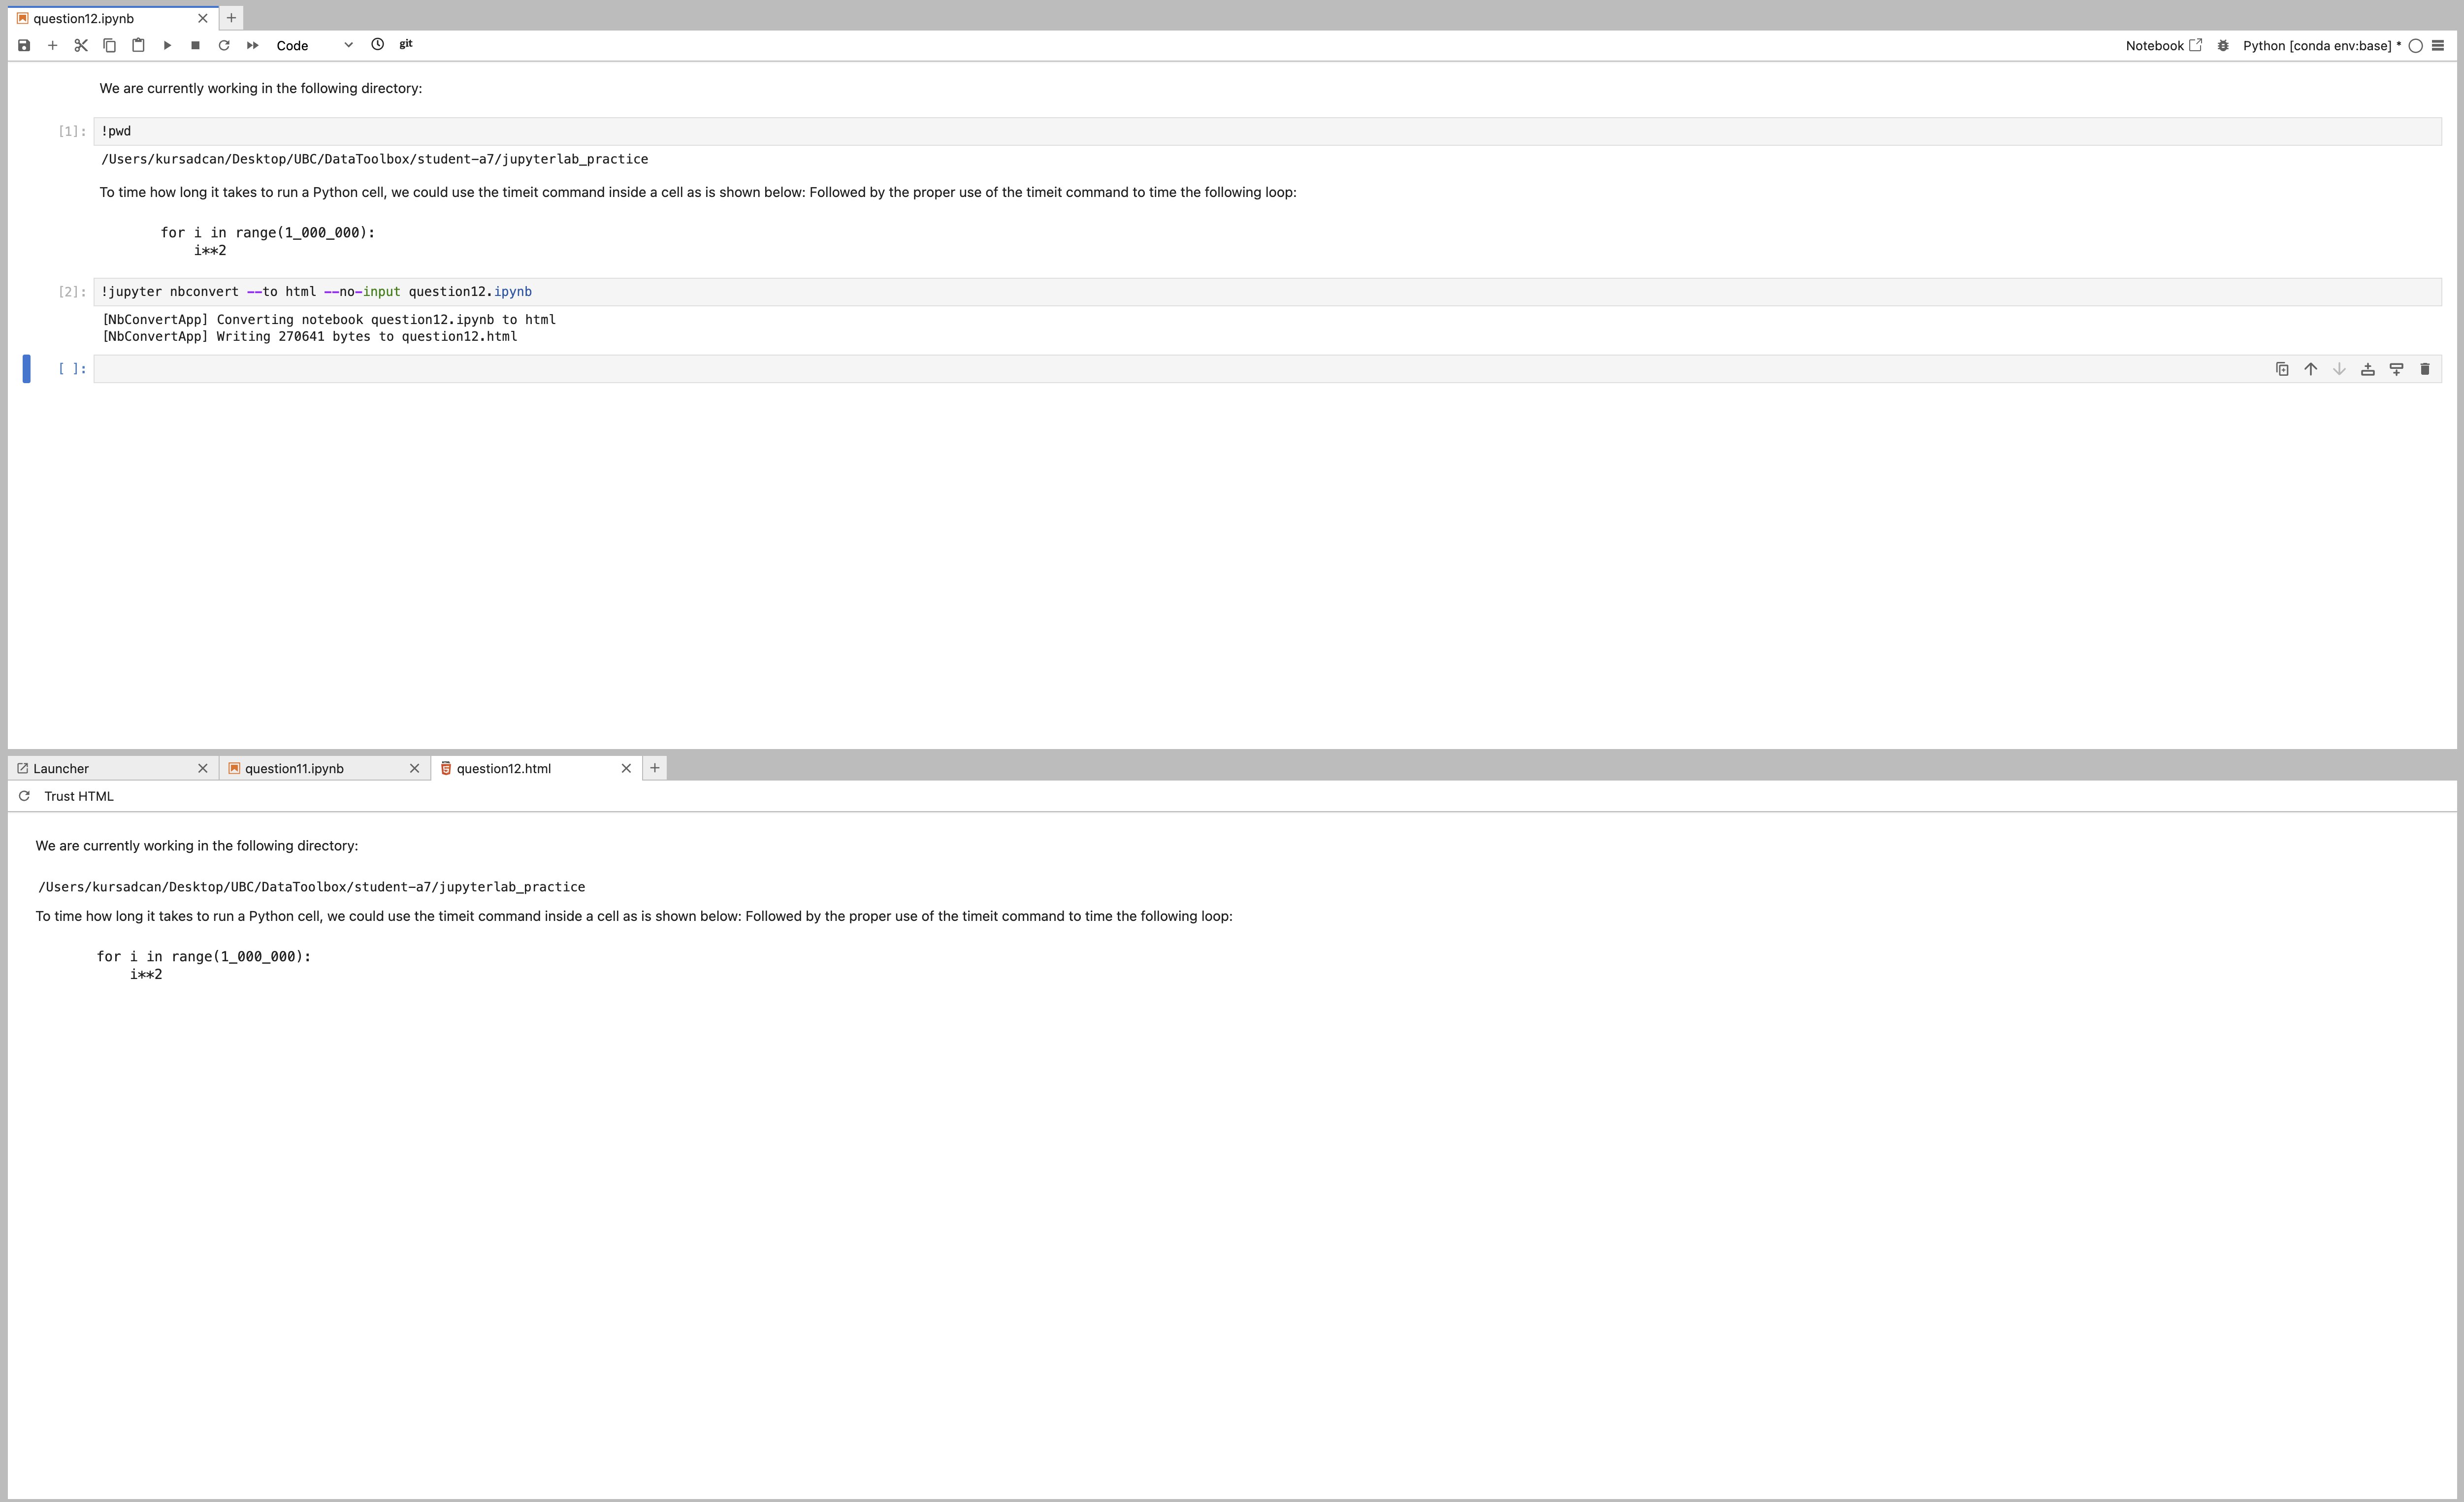 question12.ipynb
Code
git
Notebook
Python [conda env:base] *
We are currently working in the following directory:
[1]:
!pwd
/Users/kursadcan/Desktop/UBC/DataToolbox/student-a7/jupyterlab_practice
To time how long it takes to run a Python cell, we could use the timeit command inside a cell as is shown below: Followed by the proper use of the timeit command to time the following loop:
for i in range(1_000_000):
i**2
[2]:
!jupyter nbconvert --to html --no-input question12.ipynb
[NbConvertApp] Converting notebook question12.ipynb to html
[NbConvertApp] Writing 270641 bytes to question12.html
[ ]:
Launcher
question11.ipynb
question12.html
Trust HTML
We are currently working in the following directory:
/Users/kursadcan/Desktop/UBC/DataToolbox/student-a7/jupyterlab_practice
To time how long it takes to run a Python cell, we could use the timeit command inside a cell as is shown below: Followed by the proper use of the timeit command to time the following loop:
for i in range(1_000_000):
i**2